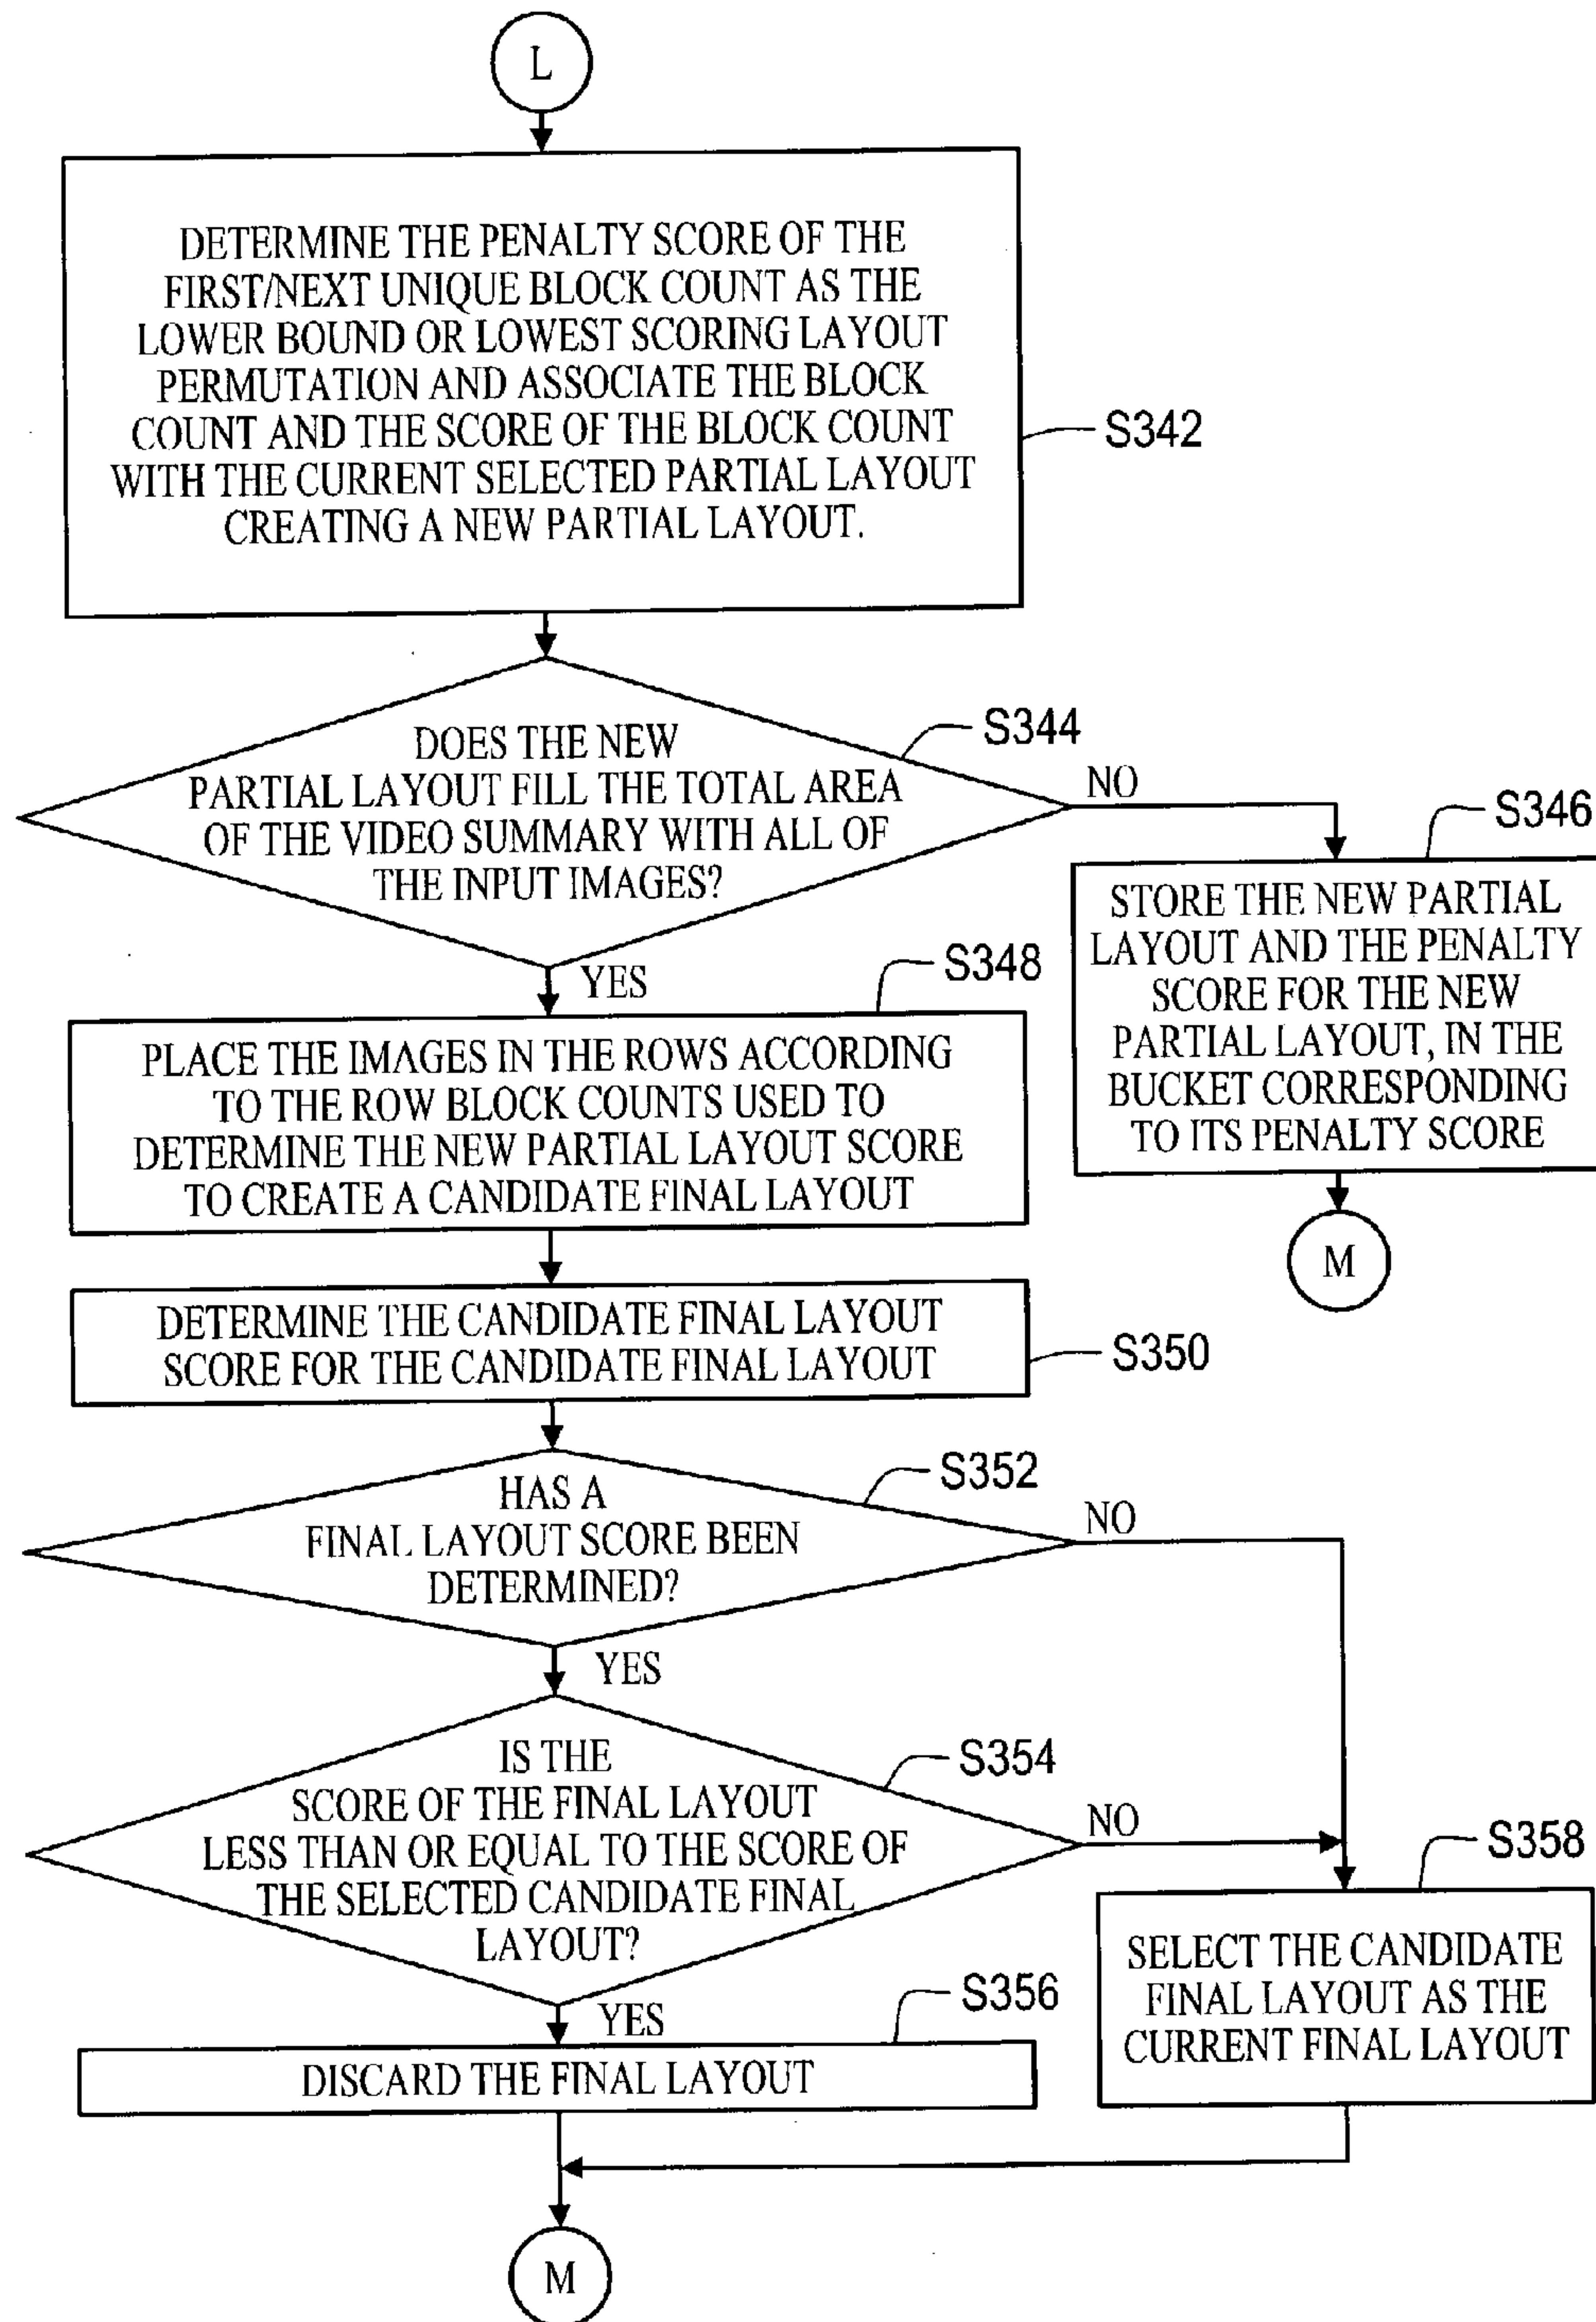 L
DETERMINE THE PENALTY SCORE OF THE
FIRST/NEXT UNIQUE BLOCK COUNT AS THE
LOWER BOUND OR LOWEST SCORING LAYOUT
PERMUTATION AND ASSOCIATE THE BLOCK
COUNT AND THE SCORE OF THE BLOCK COUNT
WITH THE CURRENT SELECTED PARTIAL LAYOUT
CREATING A NEW PARTIAL LAYOUT.
S342
DOES THE NEW
PARTIAL LAYOUT FILL THE TOTAL AREA
OF THE VIDEO SUMMARY WITH ALL OF
THE INPUT IMAGES?
S344
NO
YES
S346
STORE THE NEW PARTIAL
LAYOUT AND THE PENALTY
SCORE FOR THE NEW
PARTIAL LAYOUT, IN THE
BUCKET CORRESPONDING
TO ITS PENALTY SCORE
M
S348
PLACE THE IMAGES IN THE ROWS ACCORDING
TO THE ROW BLOCK COUNTS USED TO
DETERMINE THE NEW PARTIAL LAYOUT SCORE
TO CREATE A CANDIDATE FINAL LAYOUT
DETERMINE THE CANDIDATE FINAL LAYOUT
SCORE FOR THE CANDIDATE FINAL LAYOUT
S350
HAS A
FINAL LAYOUT SCORE BEEN
DETERMINED?
S352
NO
YES
IS THE
SCORE OF THE FINAL LAYOUT
LESS THAN OR EQUAL TO THE SCORE OF
THE SELECTED CANDIDATE FINAL
LAYOUT?
S354
NO
YES
S358
SELECT THE CANDIDATE
FINAL LAYOUT AS THE
CURRENT FINAL LAYOUT
S356
DISCARD THE FINAL LAYOUT
M